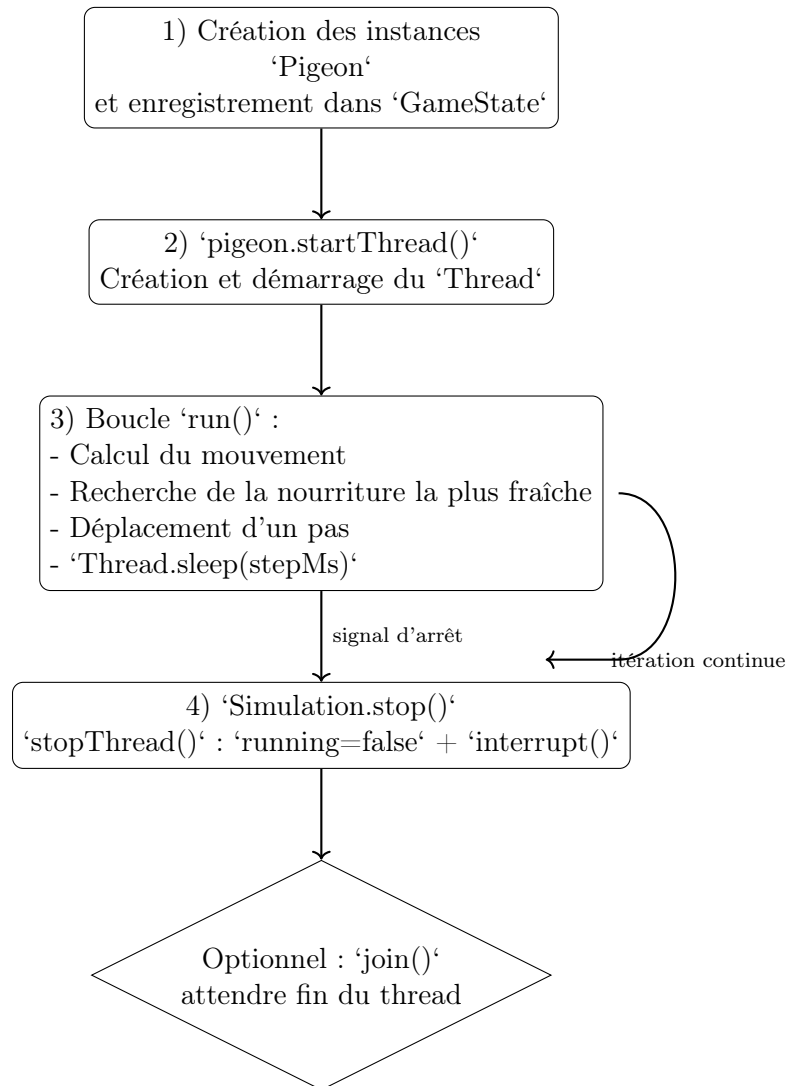 1) Création des instances
‘Pigeon‘
et enregistrement dans ‘GameState‘
2) ‘pigeon.startThread()‘
Création et démarrage du ‘Thread‘
3) Boucle ‘run()‘ :
- Calcul du mouvement
- Recherche de la nourriture la plus fraîche
- Déplacement d'un pas
- ‘Thread.sleep(stepMs)‘
signal d'arrêt
itération continue
4) ‘Simulation.stop()‘
‘stopThread()‘ : ‘running=false‘ + ‘interrupt()‘
Optionnel : ‘join()‘
attendre fin du thread